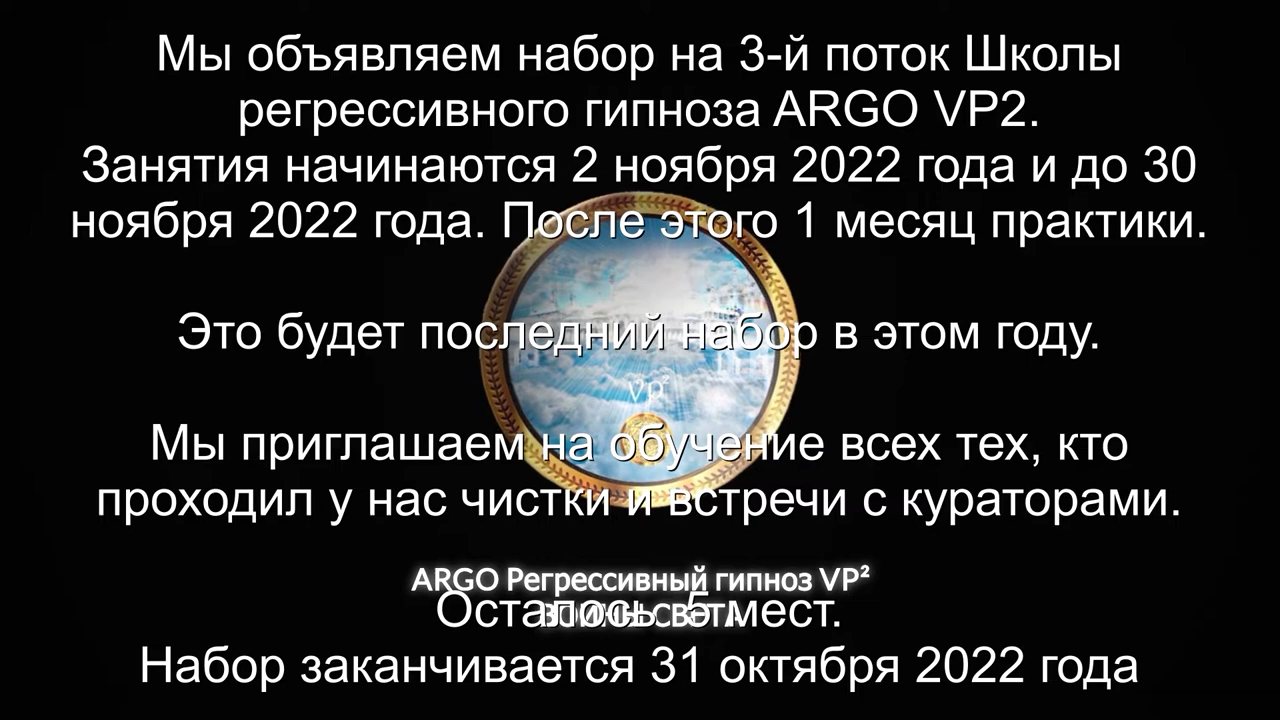 Мы объявляем набор на 3-й поток Школы
регрессивного гипноза ARGO VP2.
Занятия начинаются 2 ноября 2022 года и до 30
ноября 2022 года. После этого 1 месяц практики.
Это будет последний набор в этом году.
VP²
Мы приглашаем на обучение всех тех, кто
проходил у нас чистки и встречи с кураторами.
ARGO Регрессивный гипноз VP²
Осталось 5 мест.
ВОИНЫ СВЕТА
Набор заканчивается 31 октября 2022 года